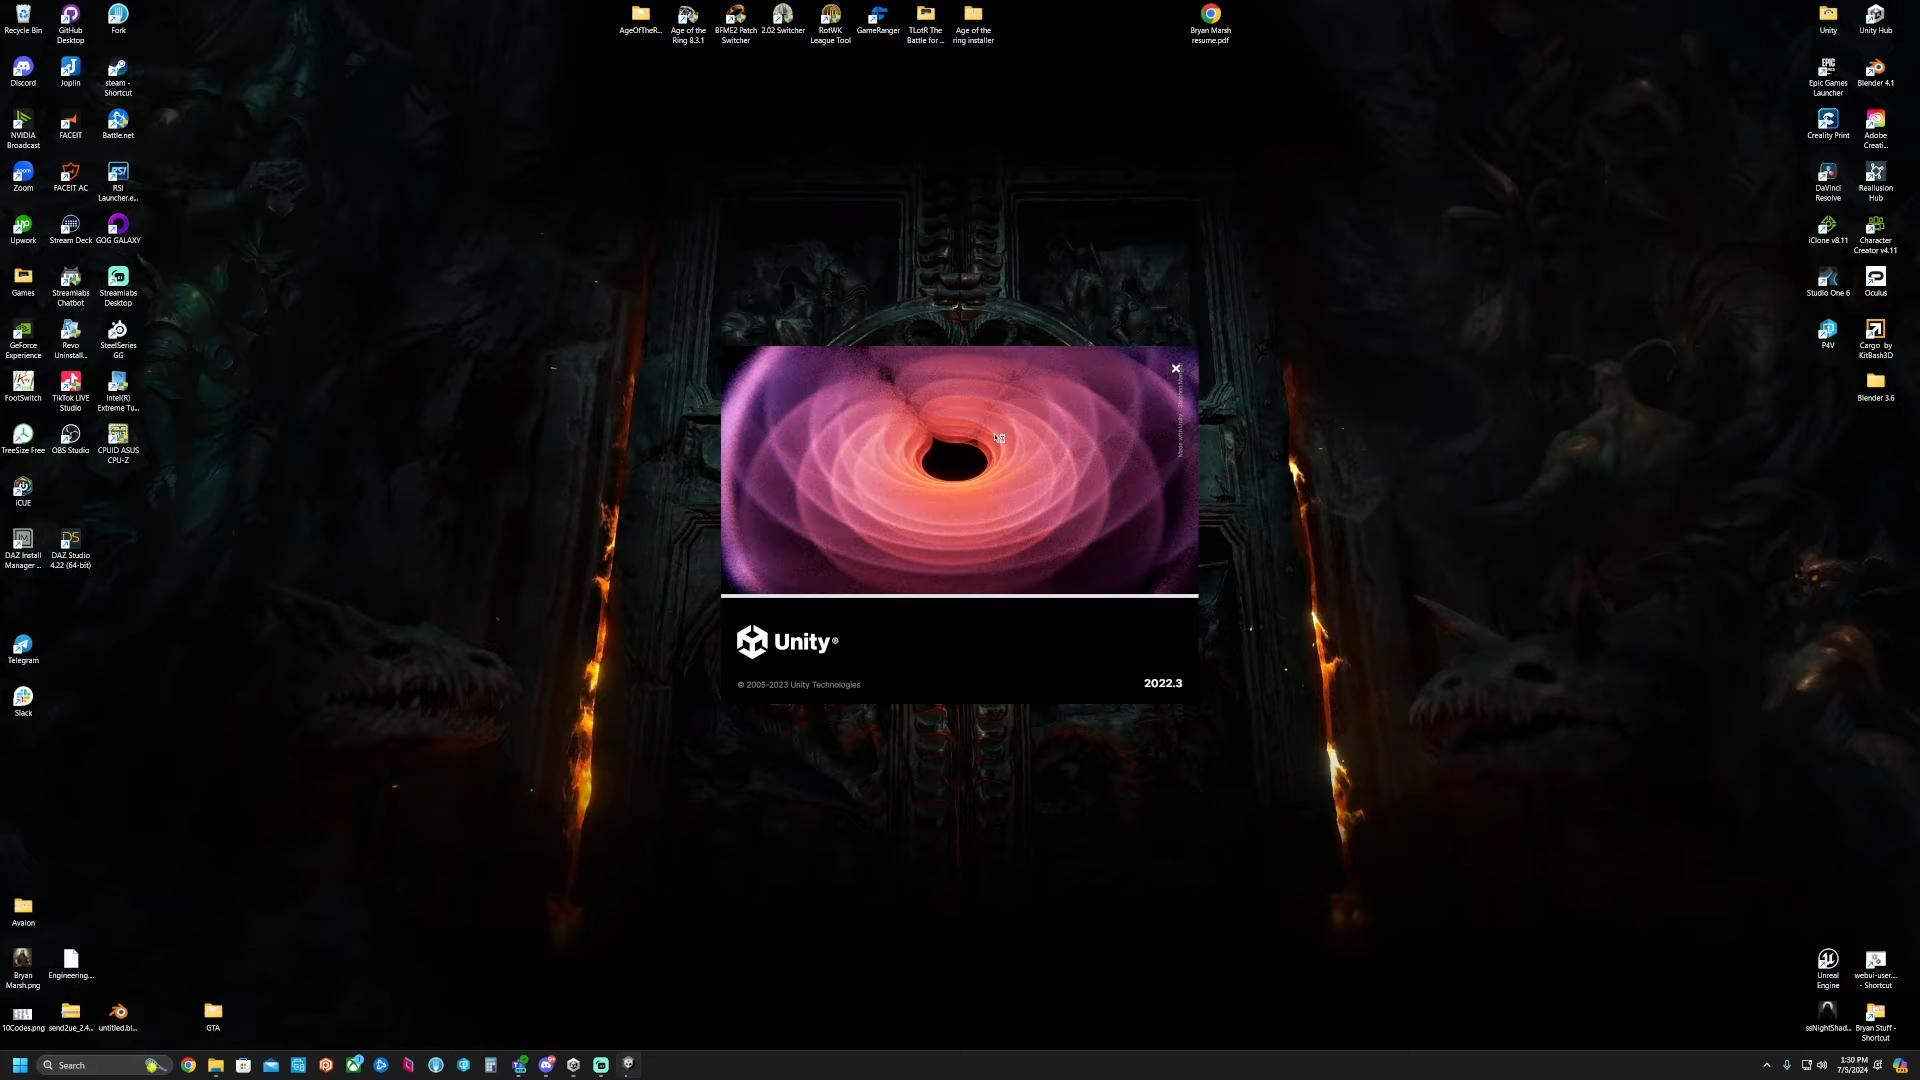 Recycle Bin
GitHub
Desktop
Fork
AgeOfTheR...
Age of the
Ring 8.3.1
BFME2 Patch
Switcher
2.02 Switcher
RotWK
League Tool
GameRanger
TLotR The
Battle for ...
Age of the
ring installer
Bryan Marsh
resume.pdf
Unity
Unity Hub
Discord
Joplin
steam -
Shortcut
Epic Games
Launcher
Blender 4.1
NVIDIA
Broadcast
FACEIT
Battle.net
Creality Print
Adobe
Creati...
Zoom
FACEIT AC
RSI
Launcher.e...
DaVinci
Resolve
Reallusion
Hub
Upwork
Stream Deck
GOG GALAXY
iClone v8.11
Character
Creator v4.11
Games
Streamlabs
Chatbot
Streamlabs
Desktop
Studio One 6
Oculus
GeForce
Experience
Revo
Uninstall...
SteelSeries
GG
P4V
Cargo by
KitBash3D
FootSwitch
TikTok LIVE
Studio
Intel(R)
Extreme Tu...
Blender 3.6
TreeSize Free
OBS Studio
CPUID ASUS
CPU-Z
iCUE
DAZ Install
Manager ...
DAZ Studio
4.22 (64-bit)
Unity®
© 2005-2023 Unity Technologies
2022.3
Telegram
Slack
Avalon
Bryan
Marsh.png
Engineering....
Unreal
Engine
webui-user....
- Shortcut
10Codes.png
send2ue_2.4...
untitled.bl...
GTA
ssNightShad...
Bryan Stuff -
Shortcut
Search
1:30 PM
7/5/2024